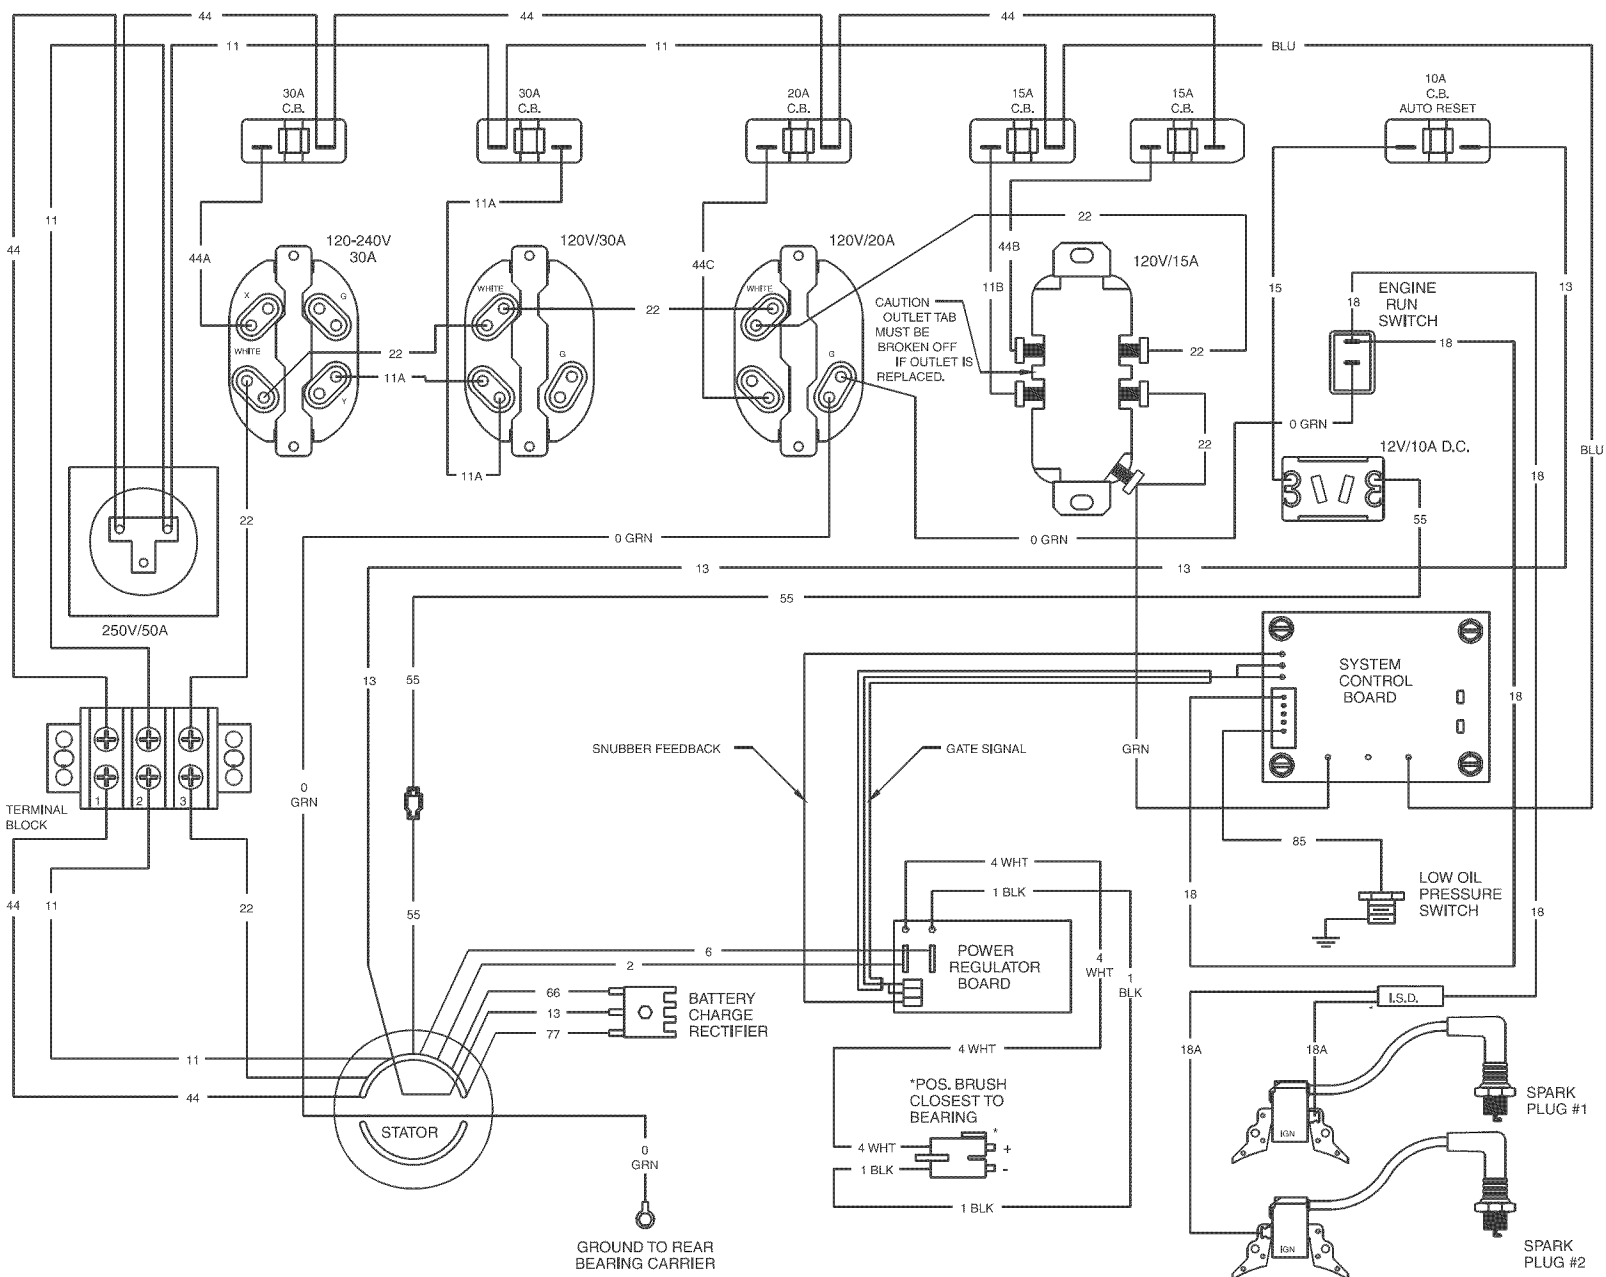 44
44
44
11
11
BLU
30A
C.B.
30A
C.B.
20A
C.B.
15A
C.B.
15A
C.B.
10A
C.B.
AUTO RESET
11
44
11A
22
44A
120-240V
30A
120V/30A
120V/20A
44C
44B
11B
120V/15A
15
13
X
G
WHITE
WHITE
WHITE
Y
G
G
22
22
11A
11A
22
CAUTION
OUTLET TAB
MUST BE
BROKEN OFF
IF OUTLET IS
REPLACED.
22
ENGINE
RUN
SWITCH
18
18
0 GRN
12V/10A D.C.
BLU
18
55
22
250V/50A
0 GRN
0 GRN
13
13
55
13
55
SYSTEM
CONTROL
BOARD
18
SNUBBER FEEDBACK
GATE SIGNAL
GRN
TERMINAL
BLOCK
1
2
3
0
GRN
85
4 WHT
1 BLK
18
LOW OIL
PRESSURE
SWITCH
18
44
11
22
55
6
2
POWER
REGULATOR
BOARD
4
WHT
1
BLK
66
13
77
BATTERY
CHARGE
RECTIFIER
I.S.D.
11
44
4 WHT
18A
18A
*POS. BRUSH
CLOSEST TO
BEARING
*
+
-
STATOR
4 WHT
1 BLK
1 BLK
0
GRN
IGN
SPARK
PLUG #1
IGN
SPARK
PLUG #2
GROUND TO REAR
BEARING CARRIER